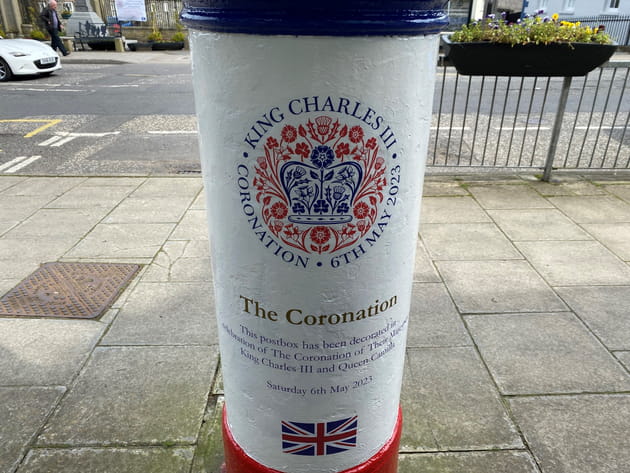 • KING CHARLES III •
CORONATION • 6TH MAY 2023
The Coronation
This postbox has been decorated in
celebration of The Coronation of Their Majesties
King Charles III and Queen Camilla
Saturday 6th May 2023